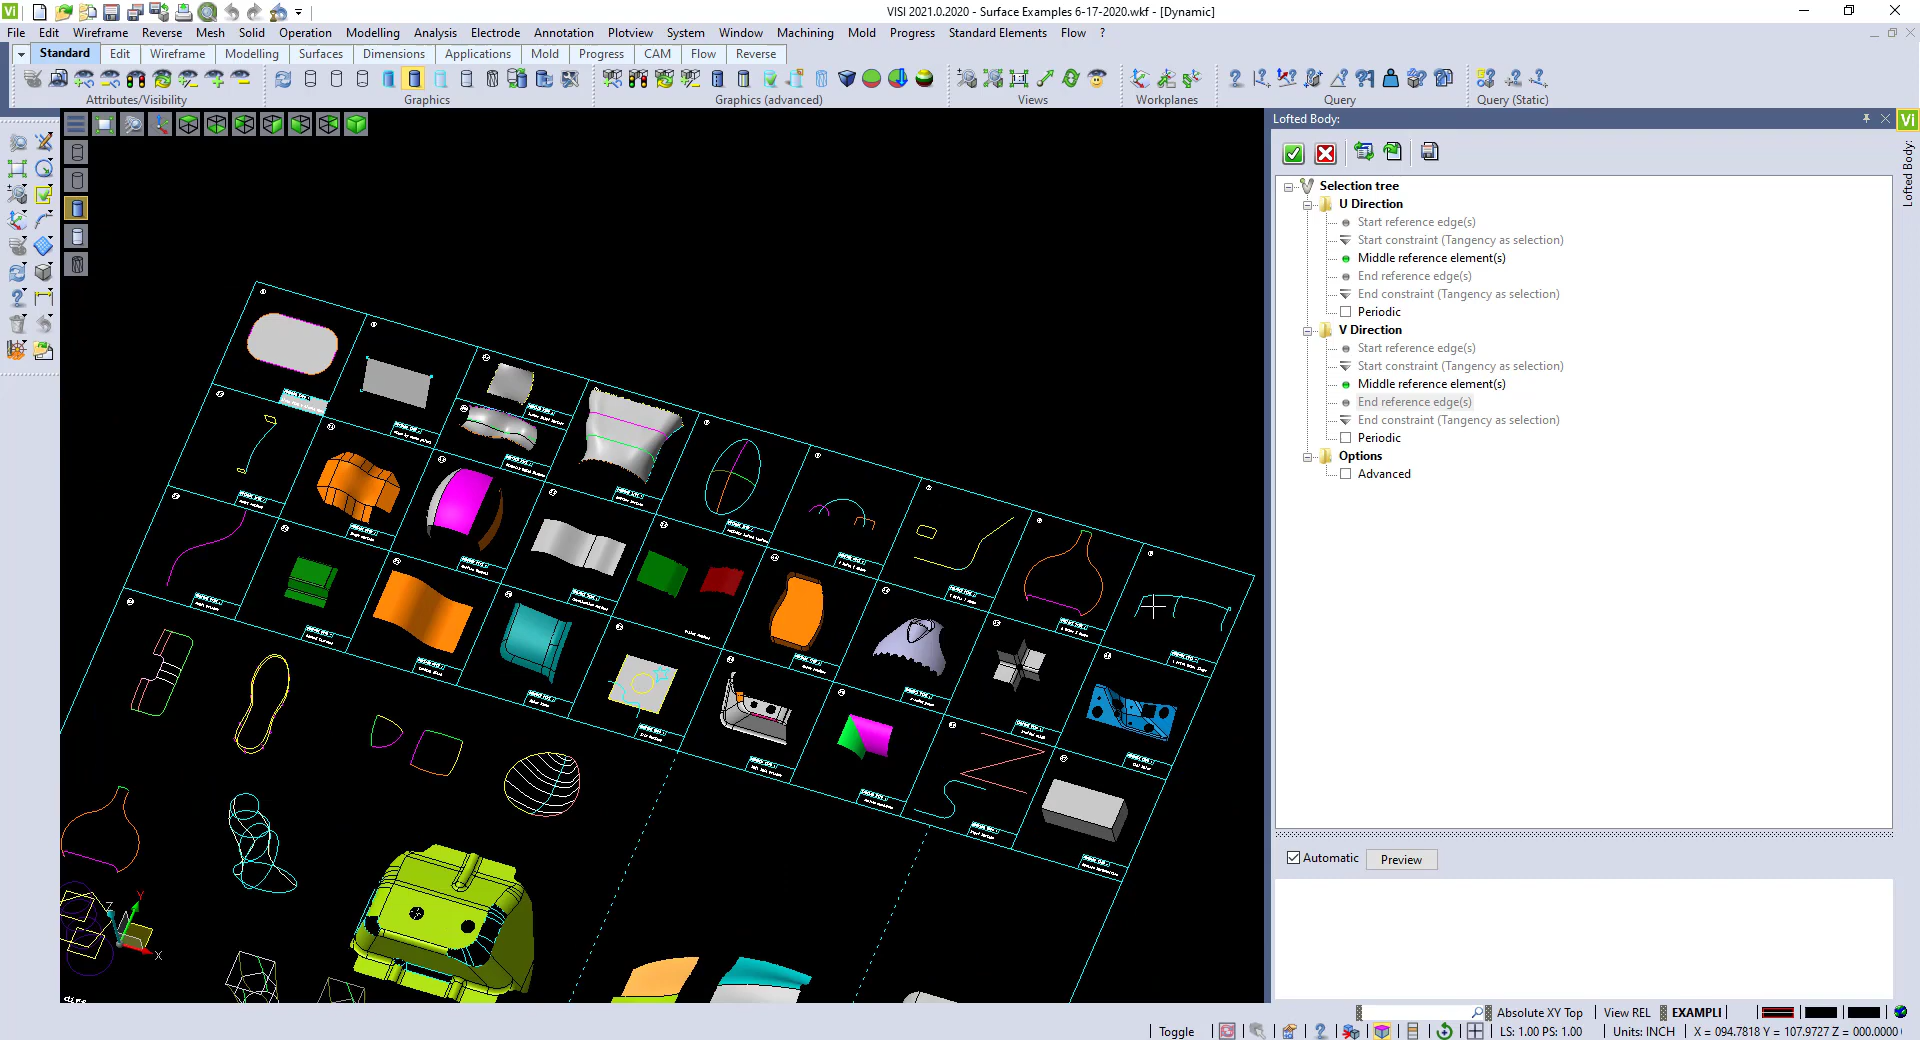 VISI 2021.0.2020 - Surface Examples 6-17-2020.wkf - [Dynamic]
File Edit Wireframe Reverse Mesh Solid Operation Modelling Analysis Electrode Annotation Plotview System Window Machining Mold Progress Standard Elements Flow ?
Standard Edit Wireframe Modelling Surfaces Dimensions Applications Mold Progress CAM Flow Reverse
Attributes/Visibility Graphics Graphics (advanced) Views Workplanes Query Query (Static)
Lofted Body:
Vi
Lofted Body:
Selection tree
U Direction
Start reference edge(s)
Start constraint (Tangency as selection)
Middle reference element(s)
End reference edge(s)
End constraint (Tangency as selection)
Periodic
V Direction
Start reference edge(s)
Start constraint (Tangency as selection)
Middle reference element(s)
End reference edge(s)
End constraint (Tangency as selection)
Periodic
Options
Advanced
Automatic Preview
Y
Z
X
Absolute XY Top View REL EXAMPLI
Toggle LS: 1.00 PS: 1.00 Units: INCH X = 094.7818 Y = 107.9727 Z = 000.0000